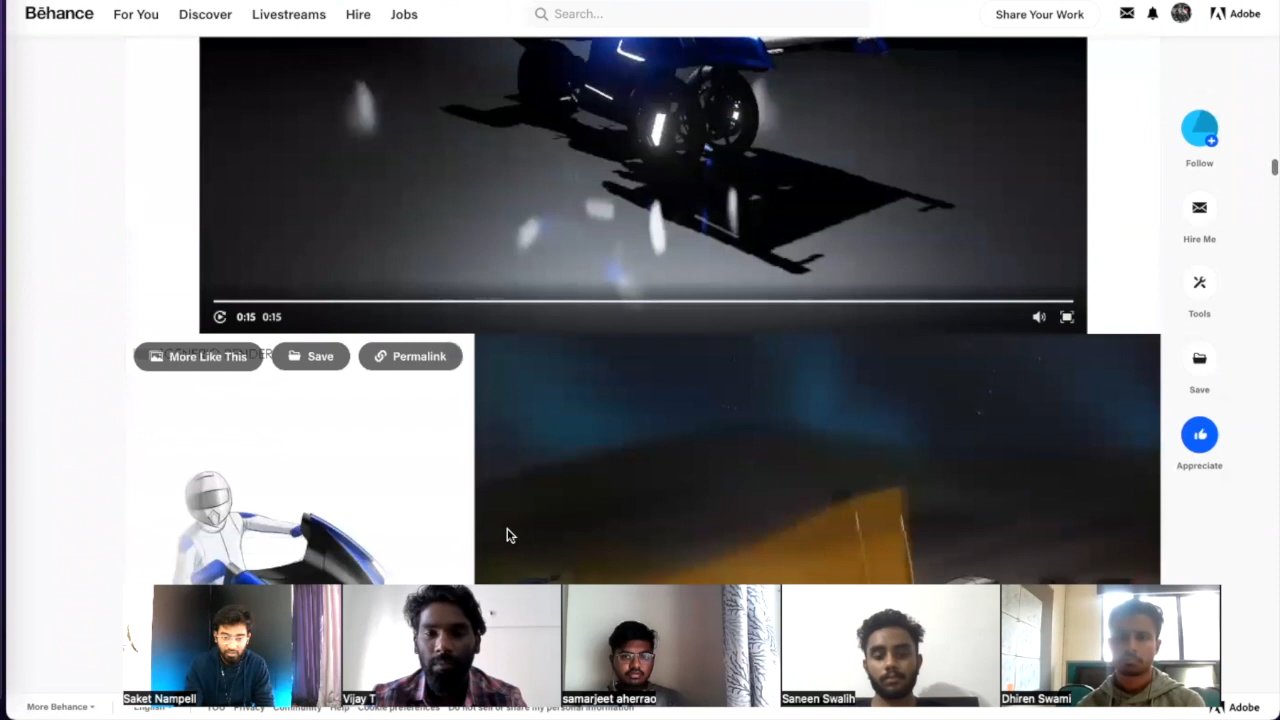 Bēhance For You Discover Livestreams Hire Jobs Search... Share Your Work Adobe
Follow
Hire Me
Tools
Save
Appreciate
0:15 0:15
More Like This Save Permalink
Saket Nampell Vijay T samarjeet aherrao Saneen Swalih Dhiren Swami
More Behance English TOU Privacy Community Help Cookie preferences Do not sell or share my personal information Adobe